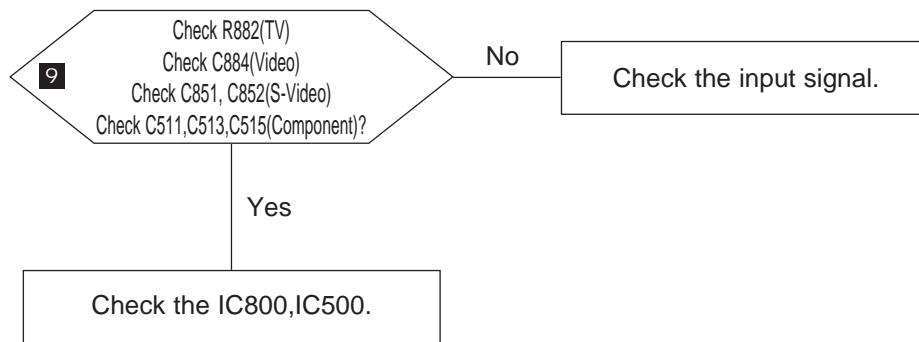 Check R882(TV)
Check C884(Video)
9
Check C851, C852(S-Video)
Check C511,C513,C515(Component)?
No
Check the input signal.
Yes
Check the IC800,IC500.